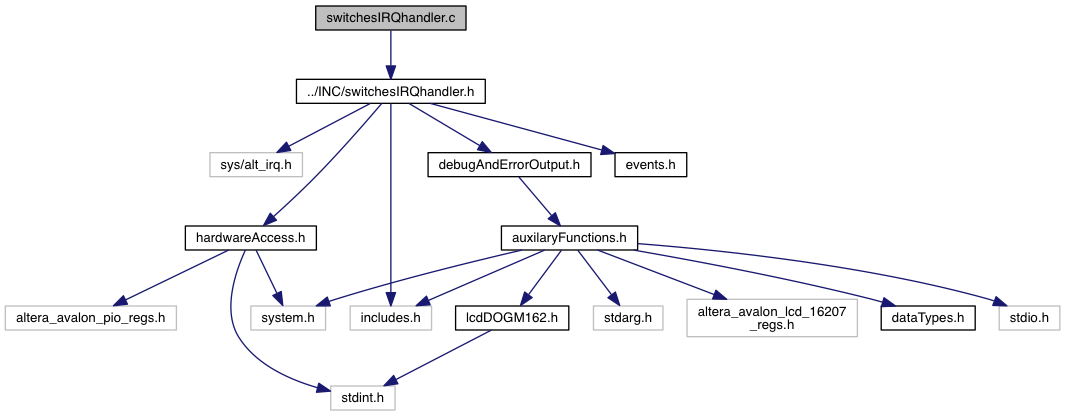 switchesIRQhandler.c
../INC/switchesIRQhandler.h
sys/alt_irq.h
debugAndErrorOutput.h
events.h
hardwareAccess.h
auxilaryFunctions.h
altera_avalon_pio_regs.h
system.h
includes.h
lcdDOGM162.h
stdarg.h
altera_avalon_lcd_16207
_regs.h
dataTypes.h
stdio.h
stdint.h